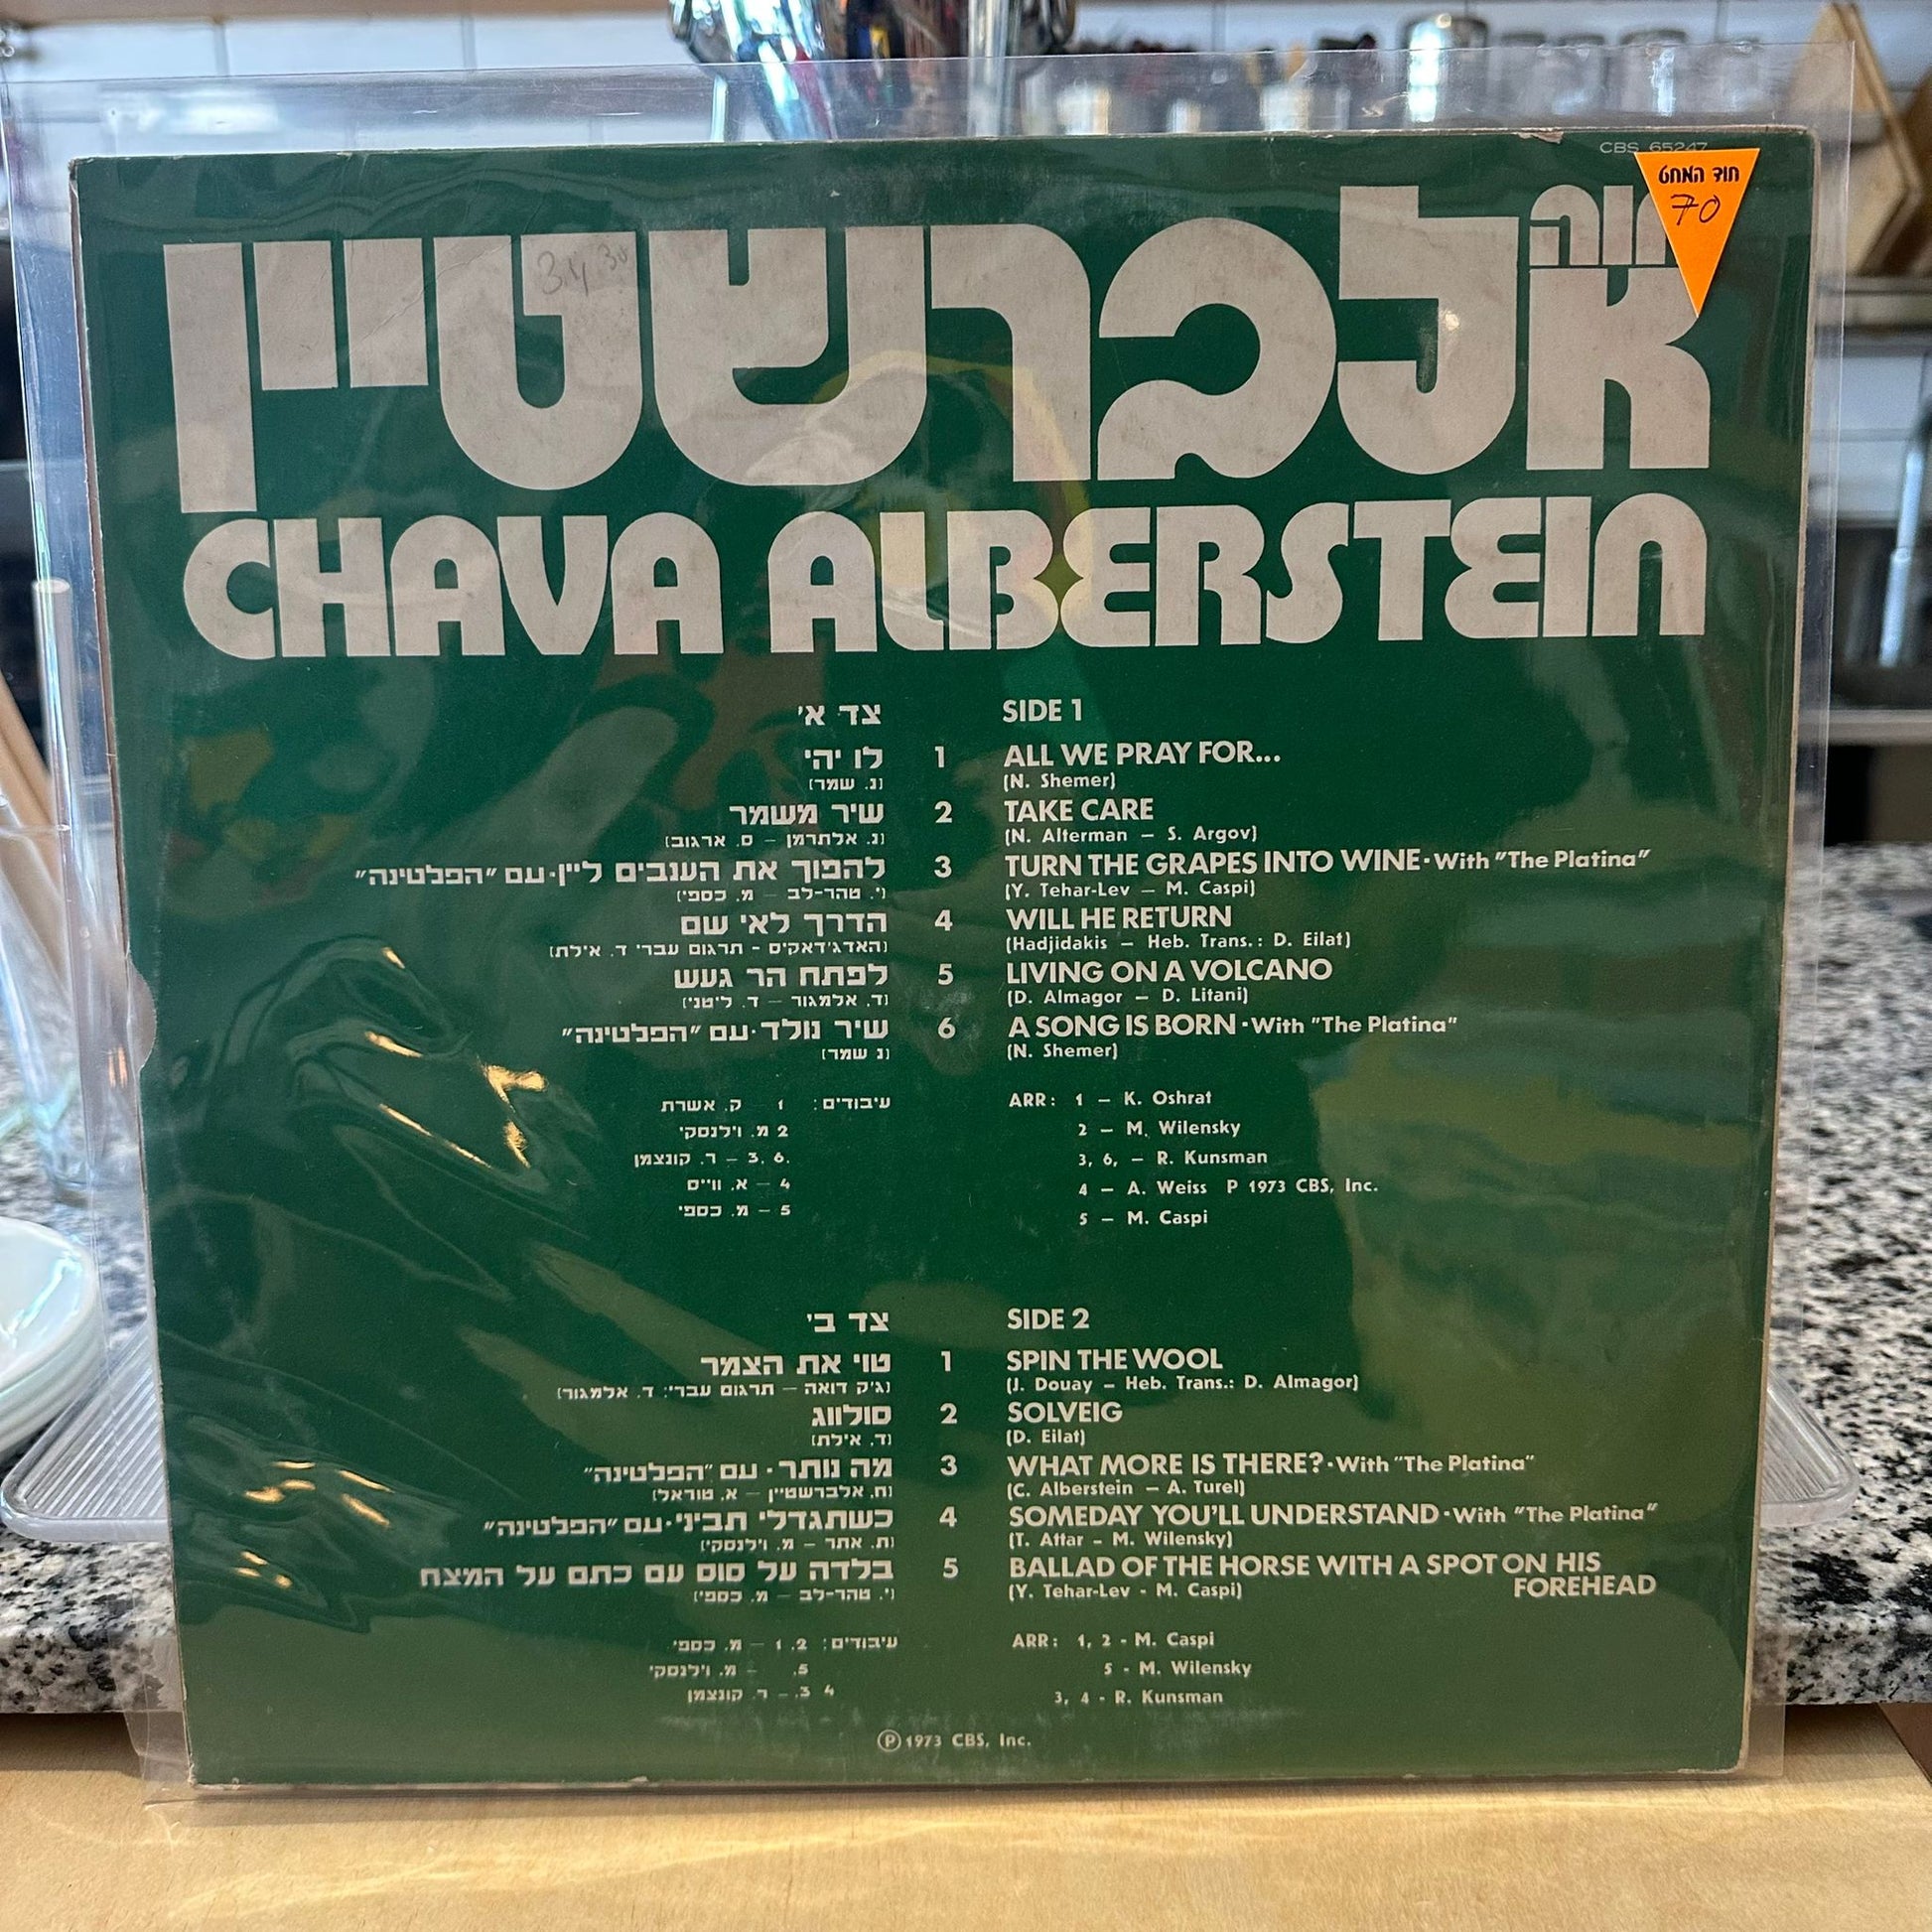 CBS 65247
חוד המחט
70
חוה
אלברשטיין
CHAVA ALBERSTEIN
צד א' SIDE 1
לו יהי 1 ALL WE PRAY FOR...
(נ. שמר) (N. Shemer)
שיר משמר 2 TAKE CARE
(נ. אלתרמן – ס. ארגוב) (N. Alterman – S. Argov)
להפוך את הענבים ליין·עם "הפלטינה" 3 TURN THE GRAPES INTO WINE·With "The Platina"
(י. טהר-לב – מ. כספי) (Y. Tehar-Lev – M. Caspi)
הדרך לאי שם 4 WILL HE RETURN
(האדג'דאקיס - תרגום עברי ד. אילת) (Hadjidakis – Heb. Trans.: D. Eilat)
לפתח הר געש 5 LIVING ON A VOLCANO
(ד. אלמגור – ד. ליטני) (D. Almagor – D. Litani)
שיר נולד·עם "הפלטינה" 6 A SONG IS BORN·With "The Platina"
(נ שמר) (N. Shemer)
עיבודים: 1 ק. אשרת ARR: 1 – K. Oshrat
2 מ. וילנסקי 2 – M. Wilensky
3. 6. – ר. קונצמן 3, 6, – R. Kunsman
4 – א. ווייס 4 – A. Weiss P 1973 CBS, Inc.
5 – מ. כספי 5 – M. Caspi
צד ב' SIDE 2
טוי את הצמר 1 SPIN THE WOOL
(ג'ק דואה – תרגום עברי: ד. אלמגור) (J. Douay – Heb. Trans.: D. Almagor)
סולווג 2 SOLVEIG
(ד. אילת) (D. Eilat)
מה נותר·עם "הפלטינה" 3 WHAT MORE IS THERE?·With "The Platina"
(ח. אלברשטיין – א. טוראל) (C. Alberstein – A. Turel)
כשתגדלי תביני·עם "הפלטינה" 4 SOMEDAY YOU'LL UNDERSTAND·With "The Platina"
(ת. אתר – מ. וילנסקי) (T. Attar – M. Wilensky)
בלדה על סוס עם כתם על המצח 5 BALLAD OF THE HORSE WITH A SPOT ON HIS
FOREHEAD
(י. טהר-לב – מ. כספי) (Y. Tehar-Lev - M. Caspi)
עיבודים: 2. 1 – מ. כספי ARR: 1, 2 - M. Caspi
5. – מ. וילנסקי 5 - M. Wilensky
4 3. – ר. קונצמן 3, 4 - R. Kunsman
Ⓟ 1973 CBS, Inc.